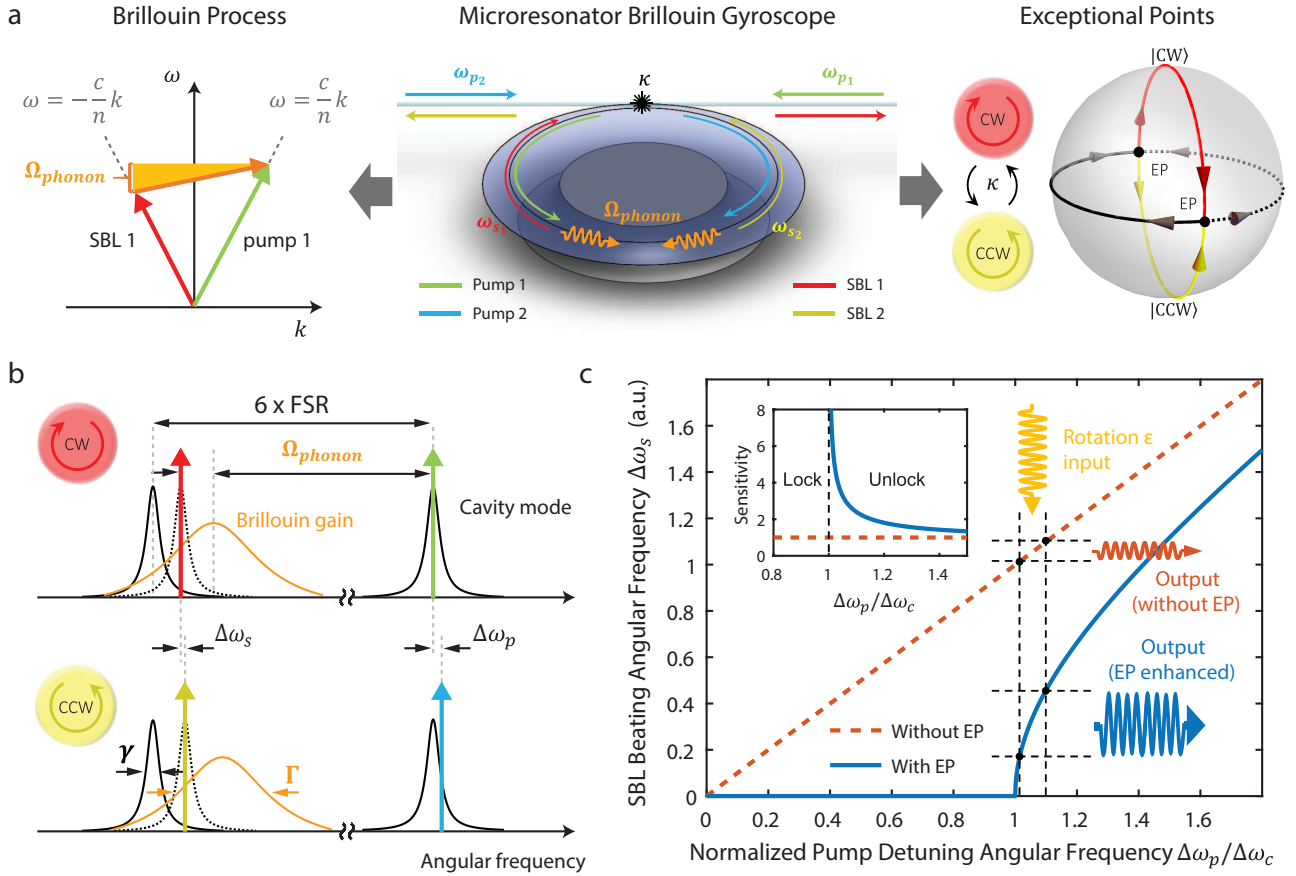 a
Brillouin Process
Microresonator Brillouin Gyroscope
Exceptional Points
ω
ω = −c/n k
ω = c/n k
Ω_phonon
SBL 1
pump 1
k
ω_p2
κ
ω_p1
Ω_phonon
ω_s1
ω_s2
Pump 1
Pump 2
SBL 1
SBL 2
CW
κ
CCW
|CW⟩
EP
EP
|CCW⟩
b
CW
6 x FSR
Ω_phonon
Brillouin gain
Cavity mode
Δω_s
Δω_p
CCW
γ
Γ
Angular frequency
c
SBL Beating Angular Frequency Δω_s (a.u.)
1.6
1.4
1.2
1
0.8
0.6
0.4
0.2
0
0
0.2
0.4
0.6
0.8
1
1.2
1.4
1.6
Normalized Pump Detuning Angular Frequency Δω_p/Δω_c
Sensitivity
8
6
4
2
0
Lock
Unlock
0.8
1.0
1.2
1.4
Δω_p/Δω_c
Rotation ε
input
Output
(without EP)
Output
(EP enhanced)
Without EP
With EP